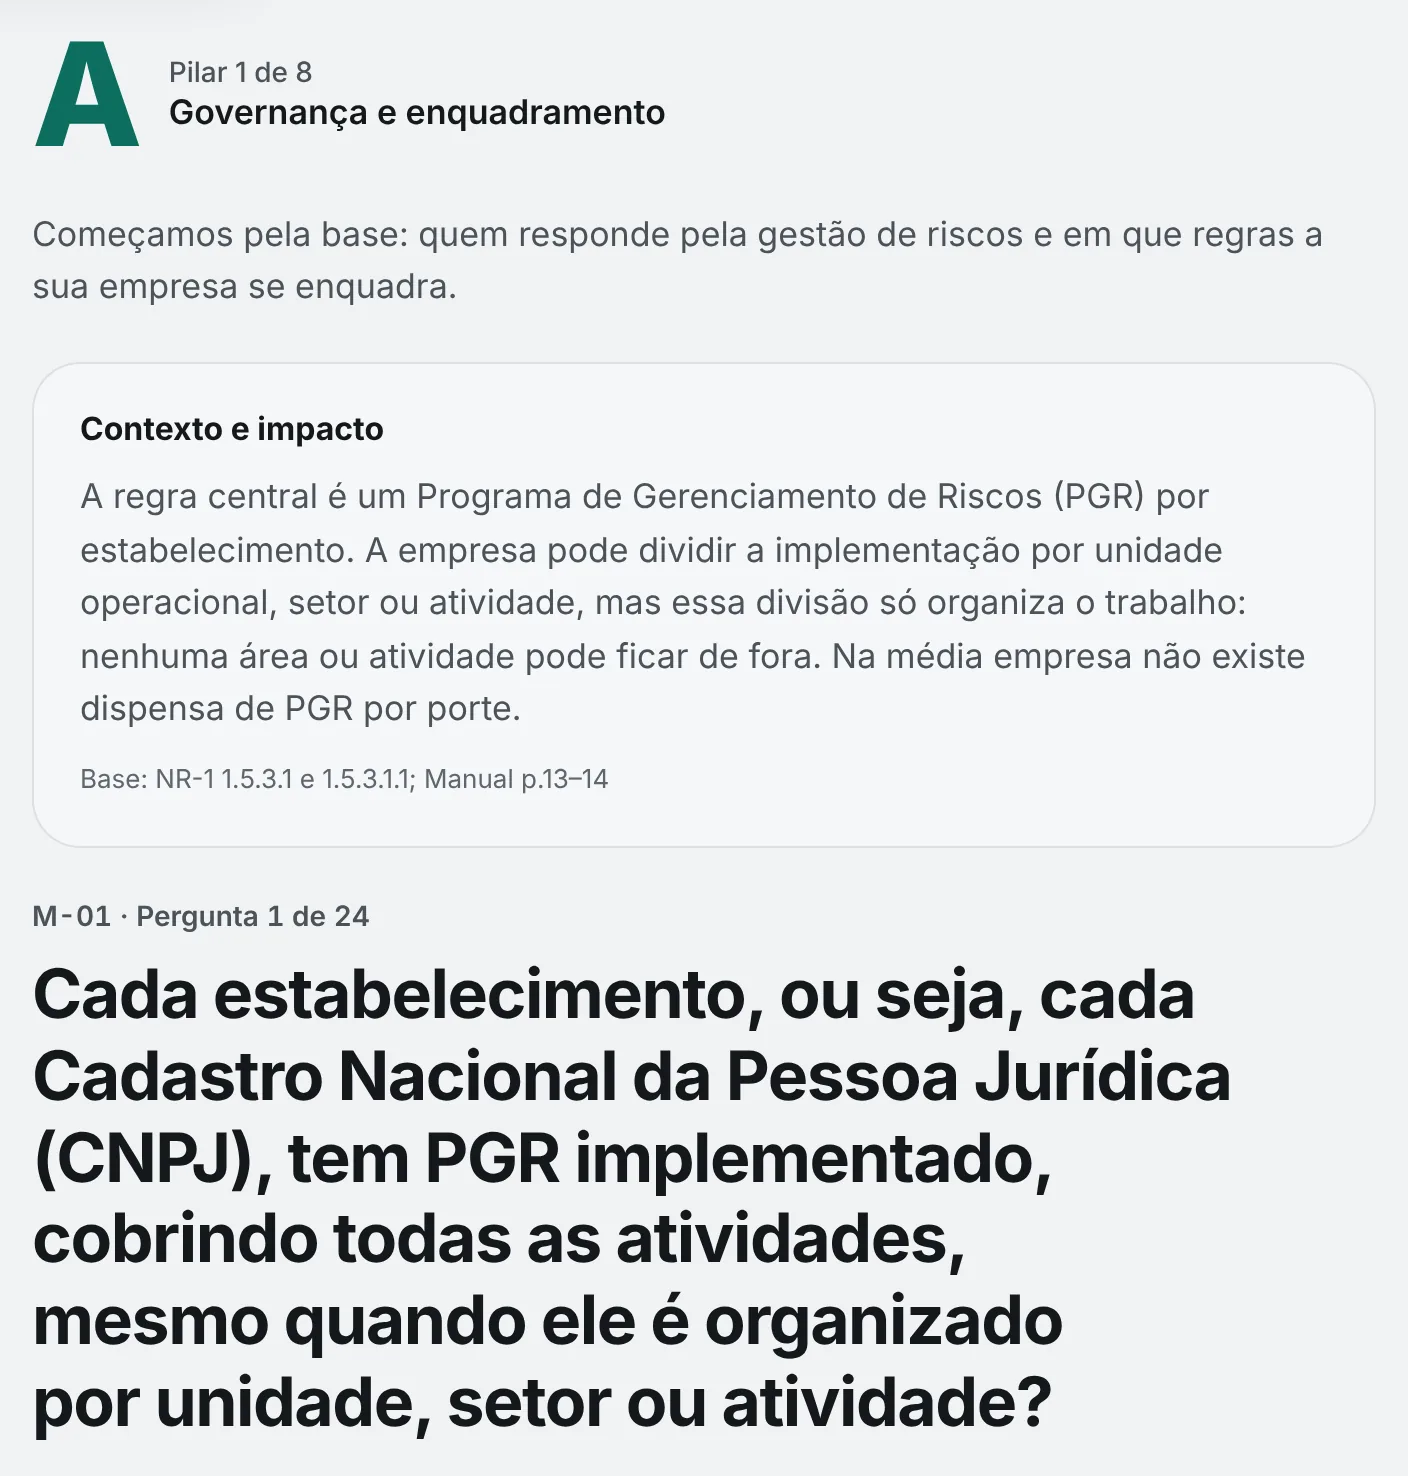 A
Pilar 1 de 8
Governança e enquadramento
Começamos pela base: quem responde pela gestão de riscos e em que regras a
sua empresa se enquadra.
Contexto e impacto
A regra central é um Programa de Gerenciamento de Riscos (PGR) por
estabelecimento. A empresa pode dividir a implementação por unidade
operacional, setor ou atividade, mas essa divisão só organiza o trabalho:
nenhuma área ou atividade pode ficar de fora. Na média empresa não existe
dispensa de PGR por porte.
Base: NR-1 1.5.3.1 e 1.5.3.1.1; Manual p.13–14
M-01 · Pergunta 1 de 24
Cada estabelecimento, ou seja, cada
Cadastro Nacional da Pessoa Jurídica
(CNPJ), tem PGR implementado,
cobrindo todas as atividades,
mesmo quando ele é organizado
por unidade, setor ou atividade?